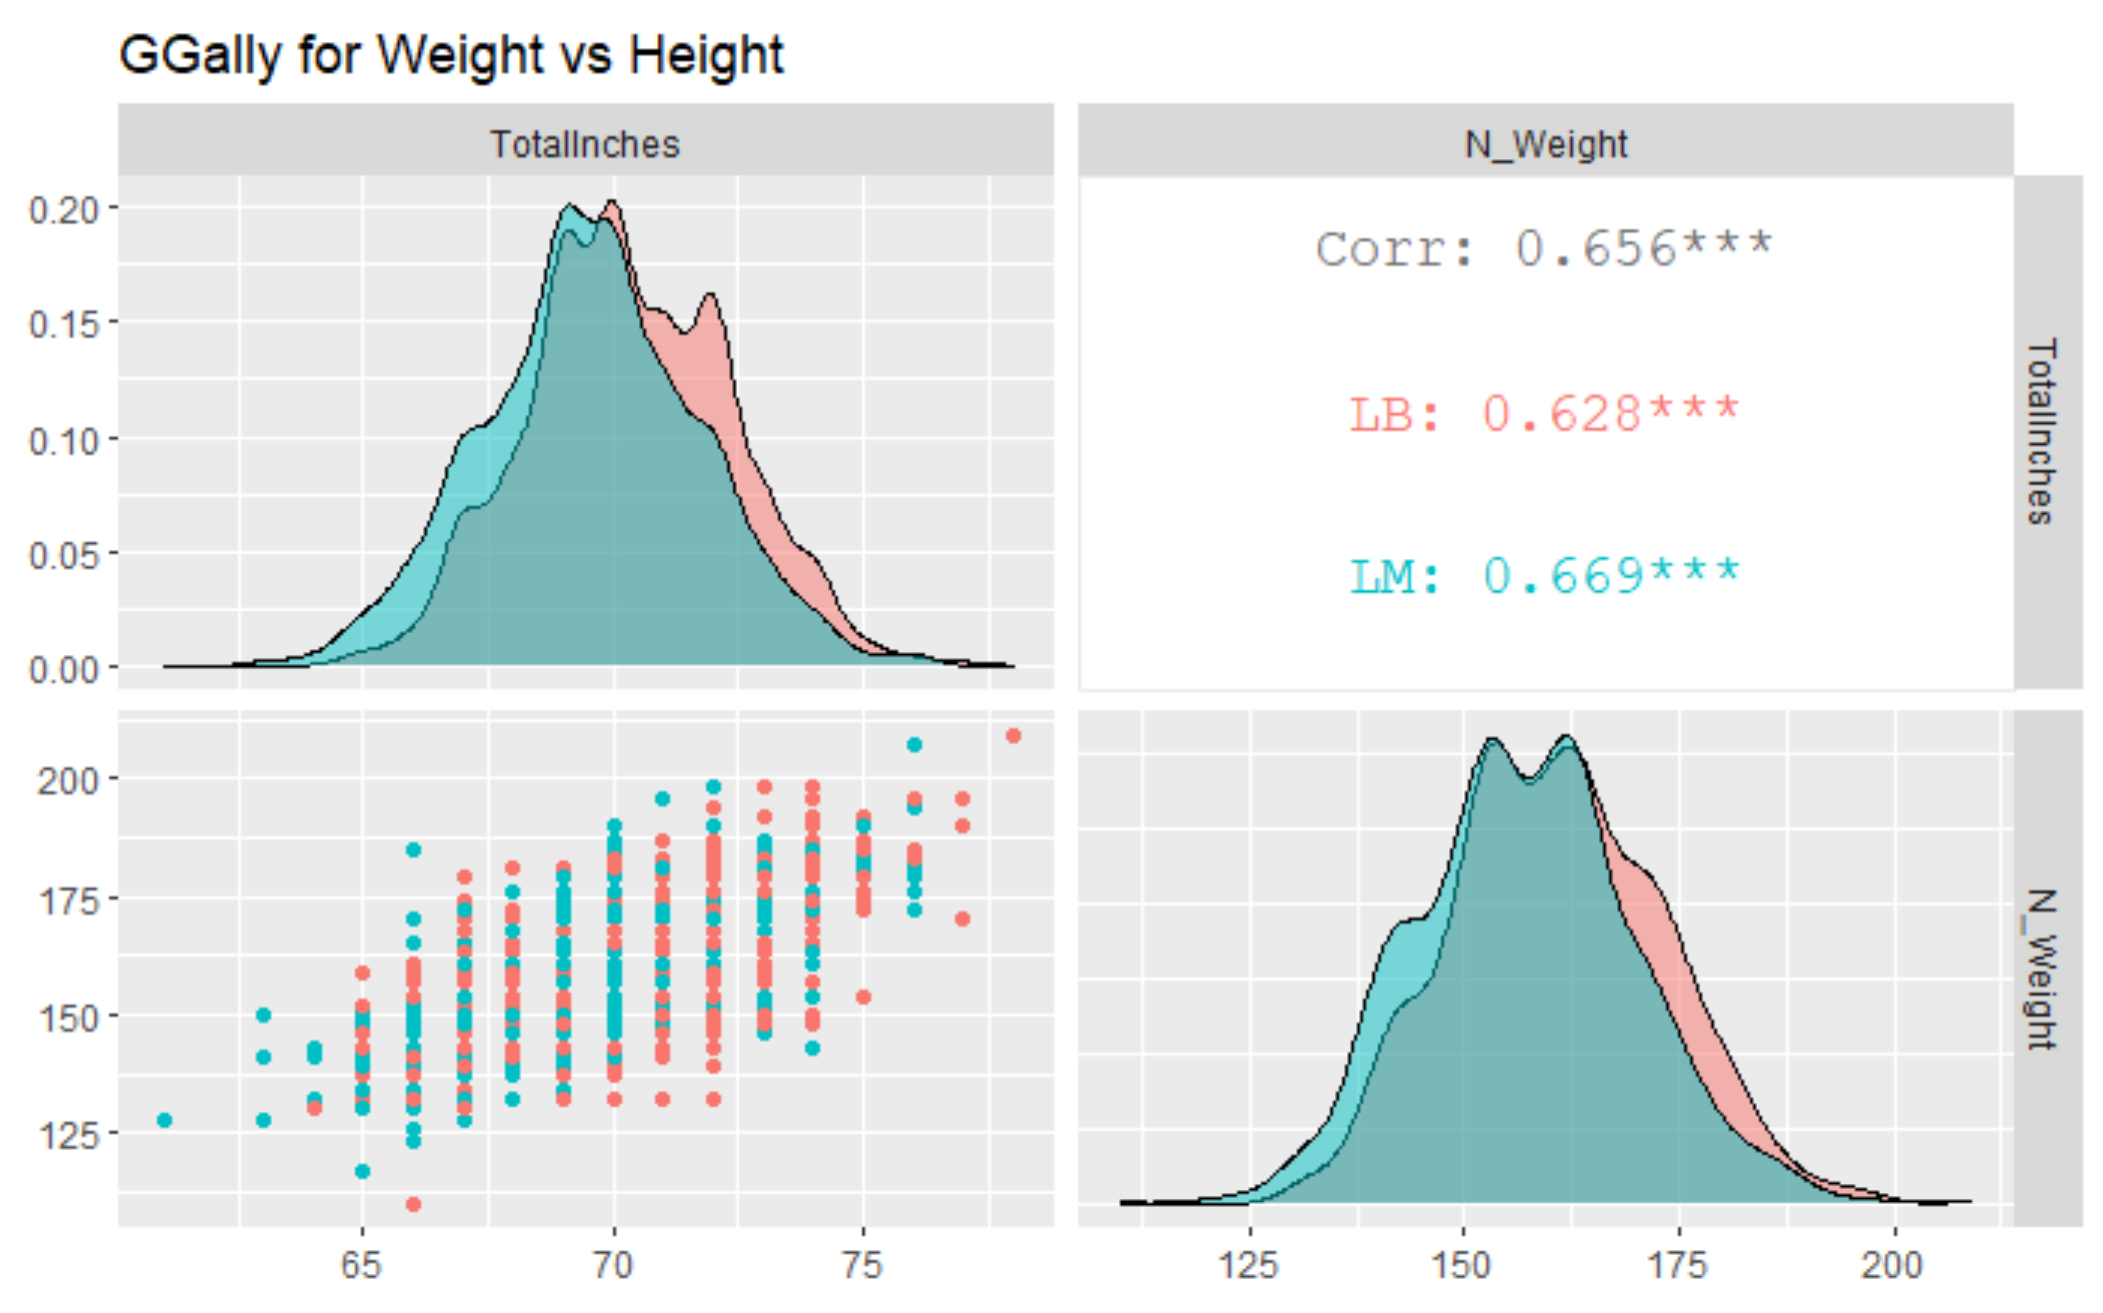 GGally for Weight vs Height
TotalInches
N_Weight
0.20
0.15
0.10
0.05
0.00
Corr: 0.656***
LB: 0.628***
LM: 0.669***
TotalInches
200
175
150
125
N_Weight
65 70 75
125 150 175 200